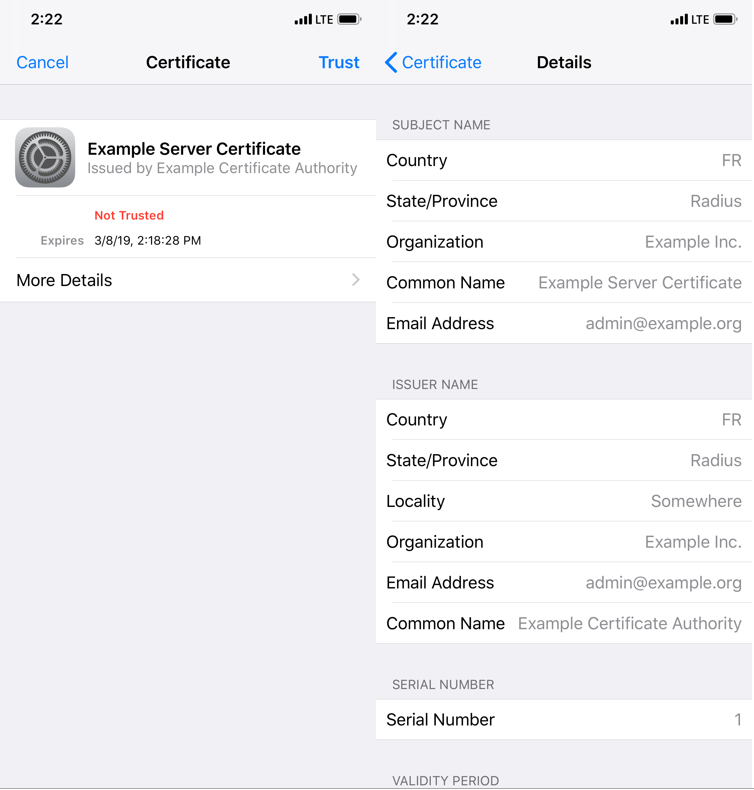 2:22 LTE
Cancel Certificate Trust
Example Server Certificate
Issued by Example Certificate Authority
Not Trusted
Expires 3/8/19, 2:18:28 PM
More Details
2:22 LTE
Certificate Details
SUBJECT NAME
Country FR
State/Province Radius
Organization Example Inc.
Common Name Example Server Certificate
Email Address admin@example.org
ISSUER NAME
Country FR
State/Province Radius
Locality Somewhere
Organization Example Inc.
Email Address admin@example.org
Common Name Example Certificate Authority
SERIAL NUMBER
Serial Number 1
VALIDITY PERIOD